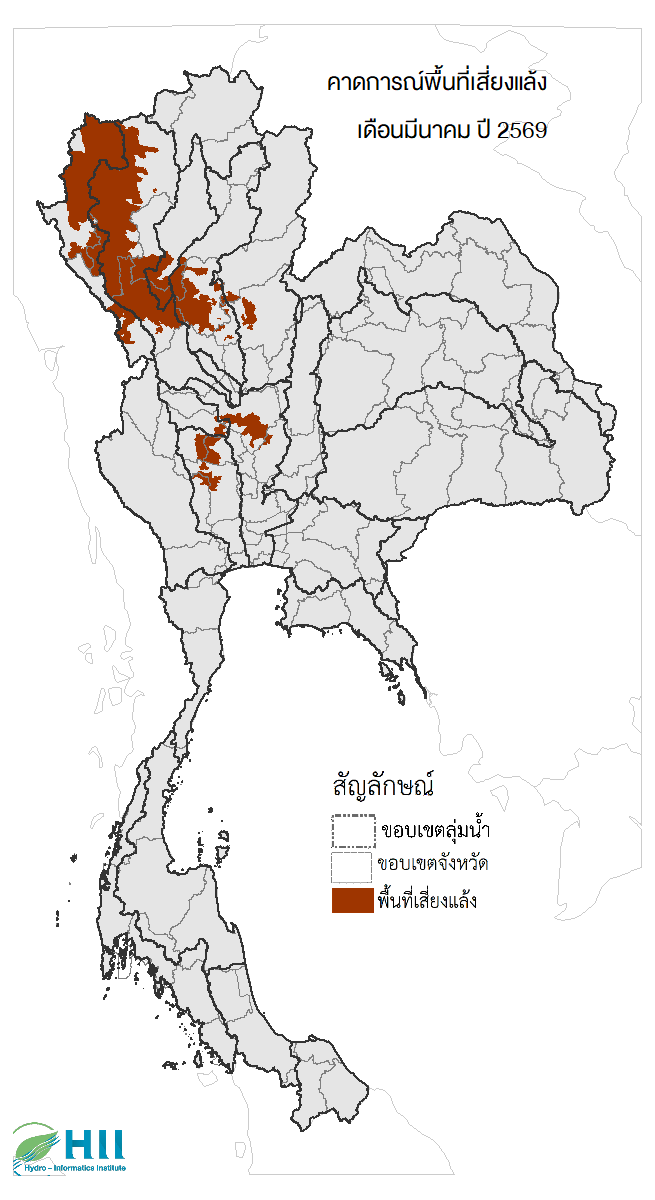 คาดการณ์พื้นที่เสี่ยงแล้ง
เดือนมีนาคม ปี 2569
สัญลักษณ์
ขอบเขตลุ่มน้ำ
ขอบเขตจังหวัด
พื้นที่เสี่ยงแล้ง
HII
Hydro – Informatics Institute